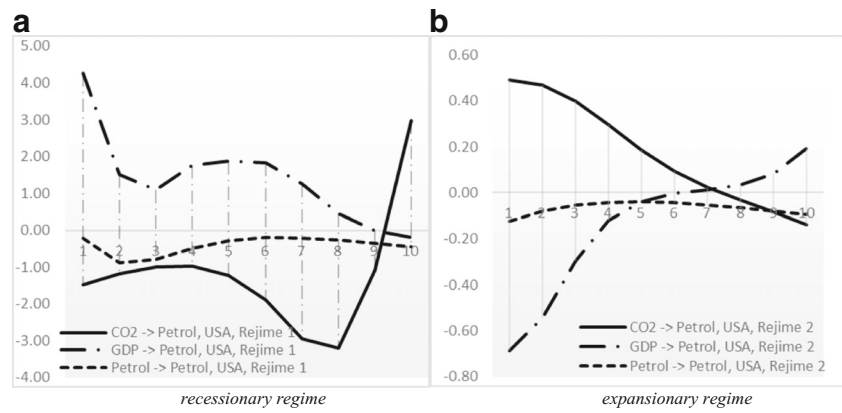 a
5.00
4.00
3.00
2.00
1.00
0.00
-1.00
-2.00
-3.00
-4.00
1 2 3 4 5 6 7 8 9 10
CO2 -> Petrol, USA, Rejime 1
GDP -> Petrol, USA, Rejime 1
Petrol -> Petrol, USA, Rejime 1
recessionary regime
b
0.60
0.40
0.20
0.00
-0.20
-0.40
-0.60
-0.80
1 2 3 4 5 6 7 8 9 10
CO2 -> Petrol, USA, Rejime 2
GDP -> Petrol, USA, Rejime 2
Petrol -> Petrol, USA, Rejime 2
expansionary regime